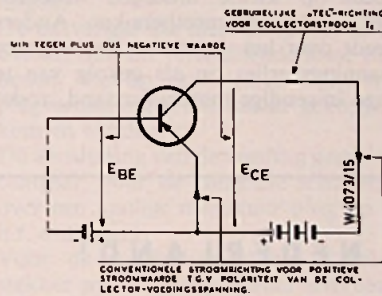 GEBRUIKELIJKE „TEL"-RICHTING
VOOR COLLECTORSTROOM Ic
MIN TEGEN PLUS DUS NEGATIEVE WAARDE
EBE
ECE
W4073/15
- +
+ -
CONVENTIONELE STROOMRICHTING VOOR POSITIEVE
STROOMWAARDE T.G.V POLARITEIT VAN DE COL-
LECTOR-VOEDINGSSPANNING.